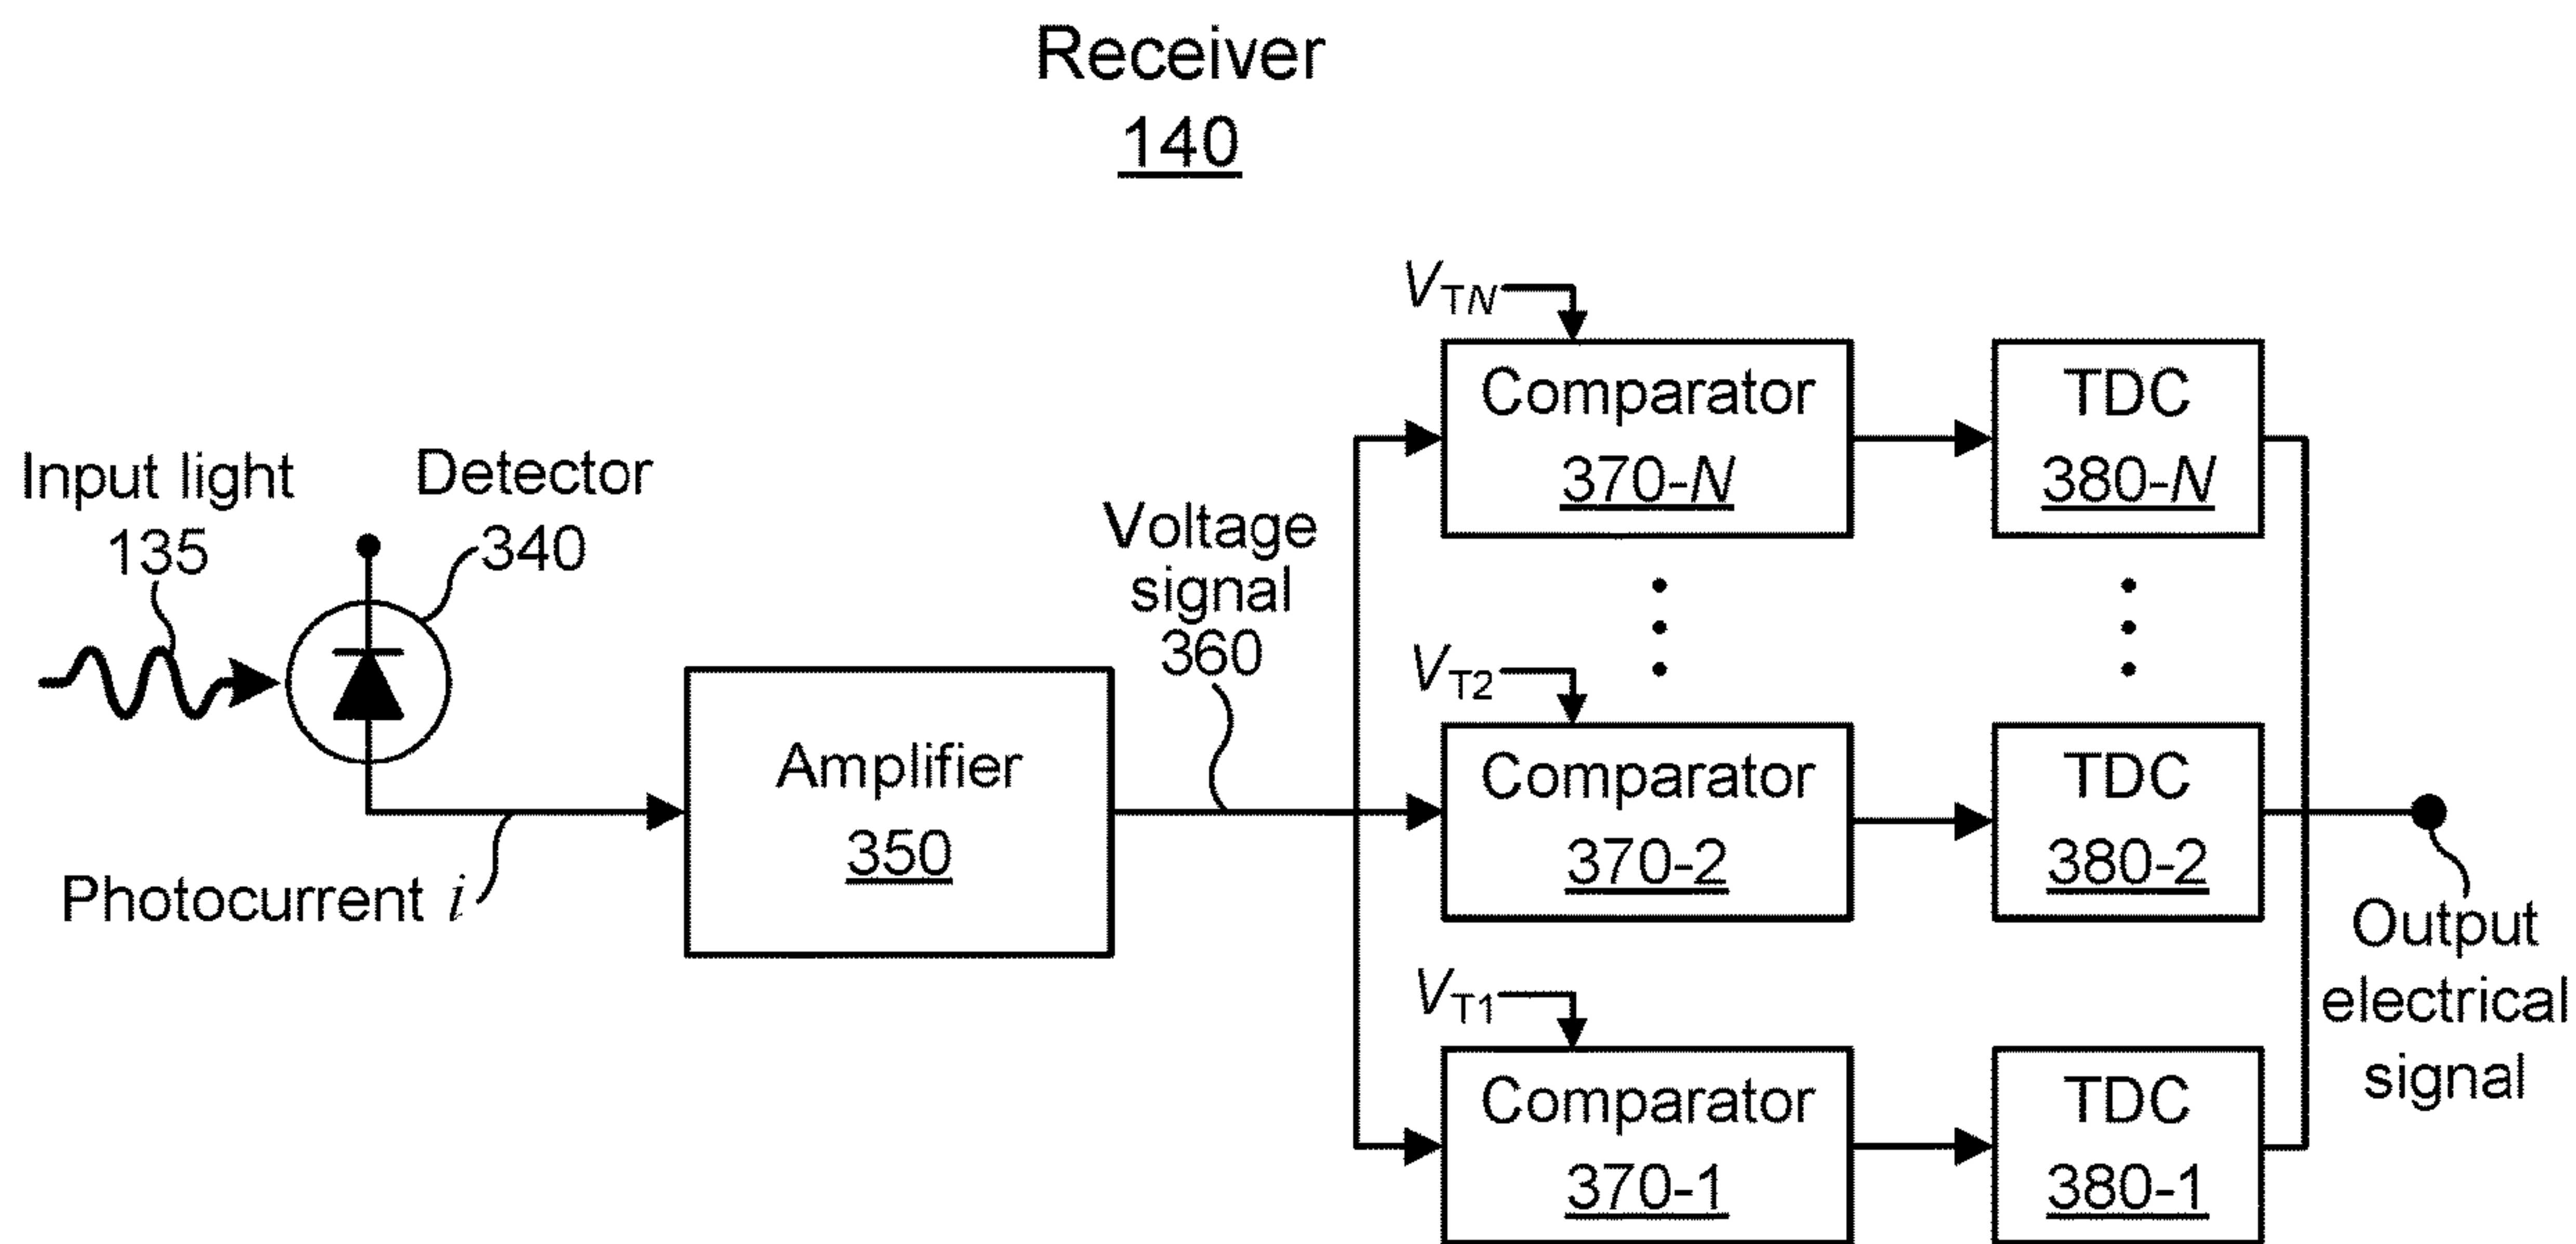 Receiver
140
Input light
135
Detector
340
Photocurrent i
Amplifier
350
Voltage
signal
360
VTN
Comparator
370-N
TDC
380-N
VT2
Comparator
370-2
TDC
380-2
VT1
Comparator
370-1
TDC
380-1
Output
electrical
signal